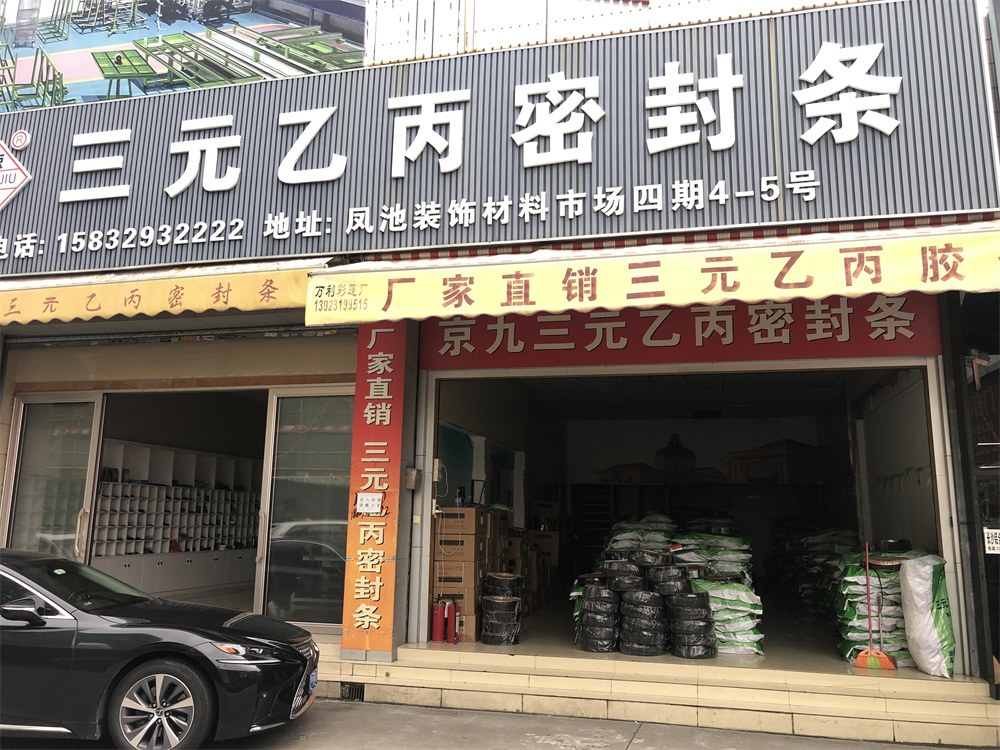 三元乙丙密封条
®
JIU
电话: 15832932222 地址: 凤池装饰材料市场四期4-5号
三元乙丙密封条
万利彩蓬厂
13923199515
厂家直销三元乙丙胶
京九三元乙丙密封条
厂家直销 三元乙丙密封条